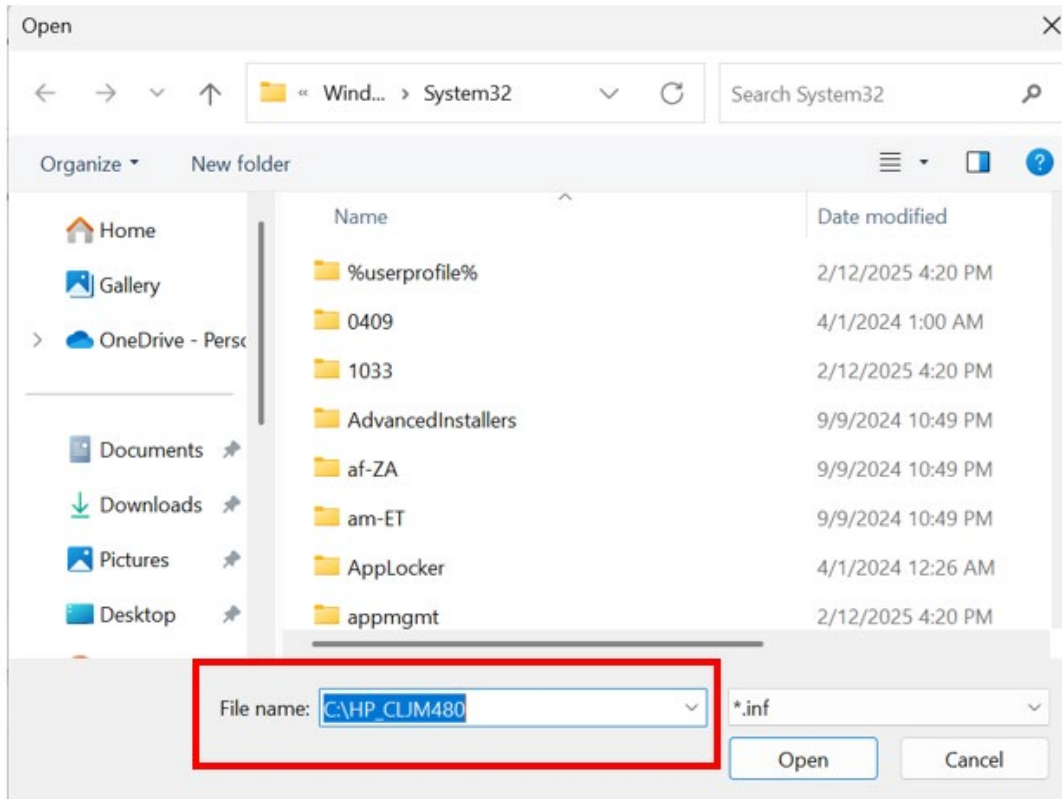 Open
« Wind... › System32
Search System32
Organize
New folder
Name
Date modified
Home
Gallery
OneDrive - Persc
Documents
Downloads
Pictures
Desktop
%userprofile% 2/12/2025 4:20 PM
0409 4/1/2024 1:00 AM
1033 2/12/2025 4:20 PM
AdvancedInstallers 9/9/2024 10:49 PM
af-ZA 9/9/2024 10:49 PM
am-ET 9/9/2024 10:49 PM
AppLocker 4/1/2024 12:26 AM
appmgmt 2/12/2025 4:20 PM
File name: C:\HP_CLJM480
*.inf
Open
Cancel